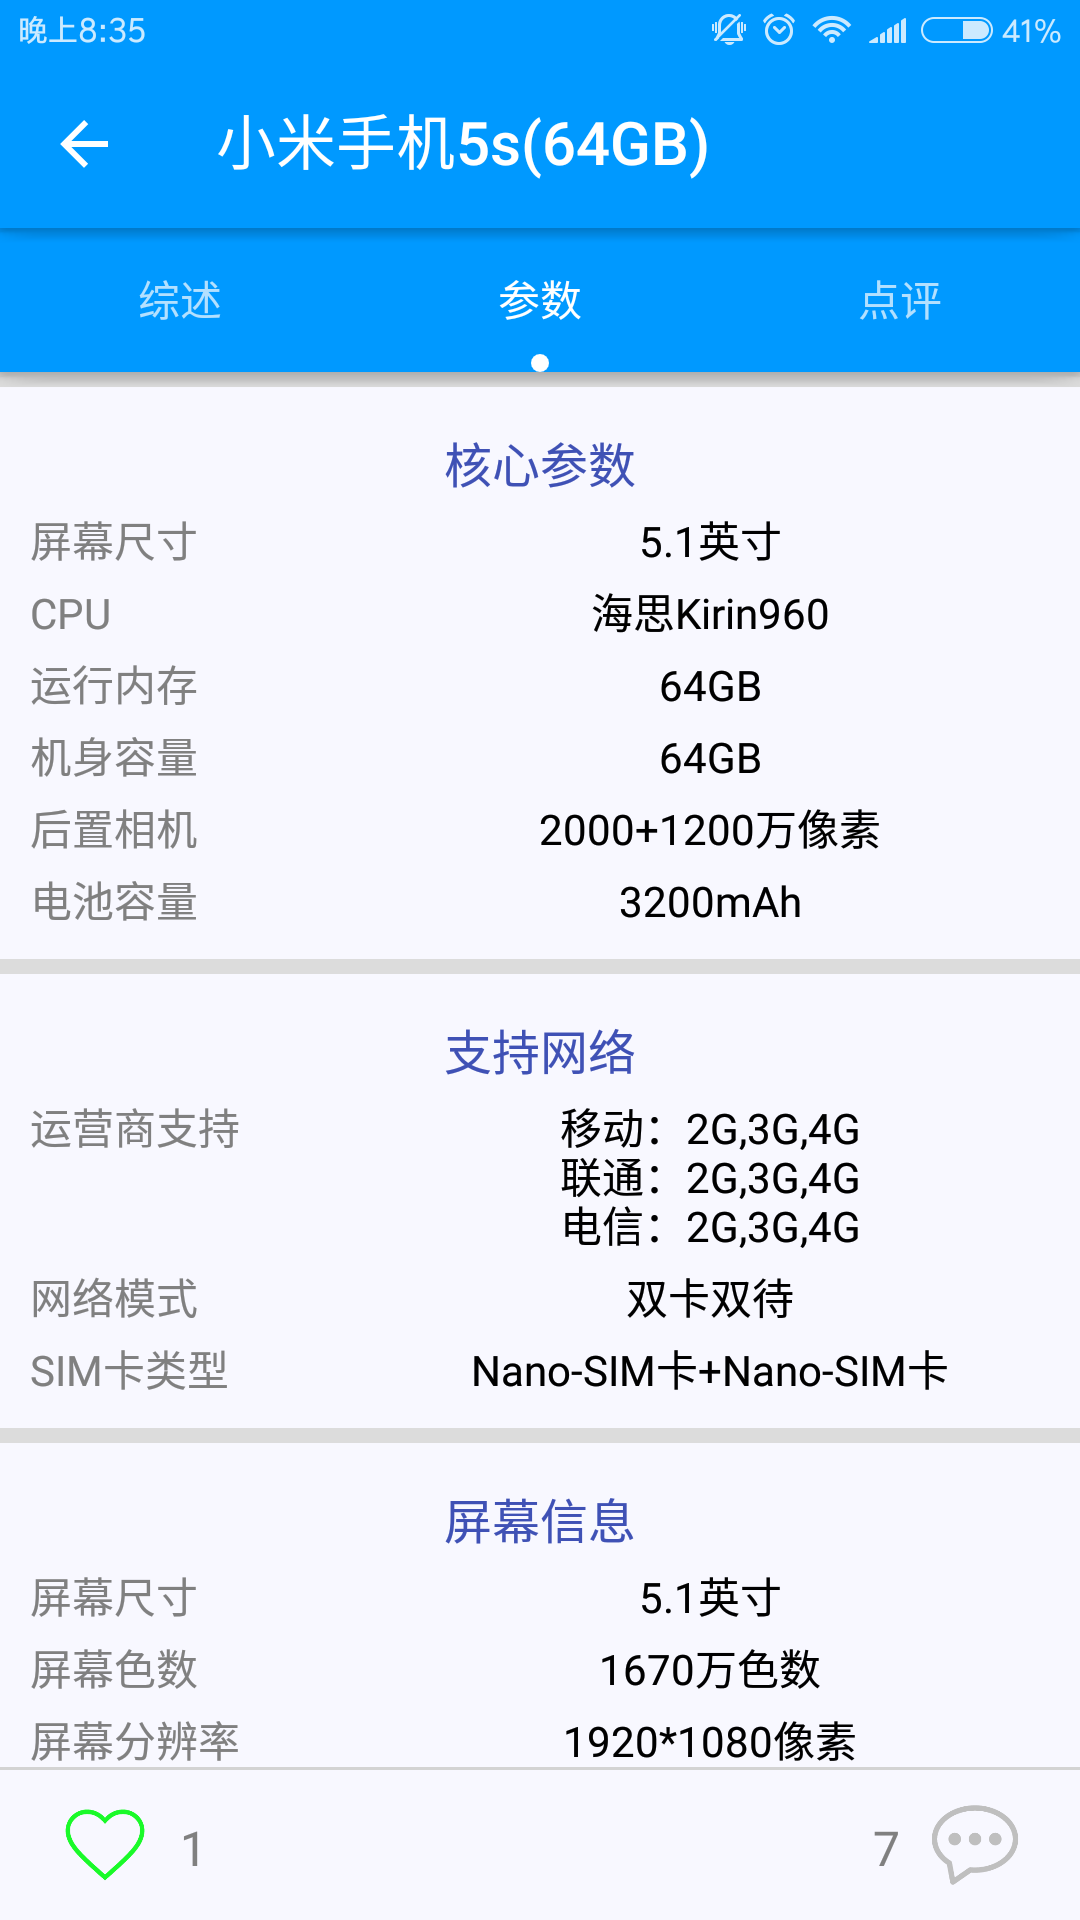 晚上8:35
41%
小米手机5s(64GB)
综述 参数 点评
核心参数
屏幕尺寸 5.1英寸
CPU 海思Kirin960
运行内存 64GB
机身容量 64GB
后置相机 2000+1200万像素
电池容量 3200mAh
支持网络
运营商支持 移动：2G,3G,4G
联通：2G,3G,4G
电信：2G,3G,4G
网络模式 双卡双待
SIM卡类型 Nano-SIM卡+Nano-SIM卡
屏幕信息
屏幕尺寸 5.1英寸
屏幕色数 1670万色数
屏幕分辨率 1920*1080像素
1 7